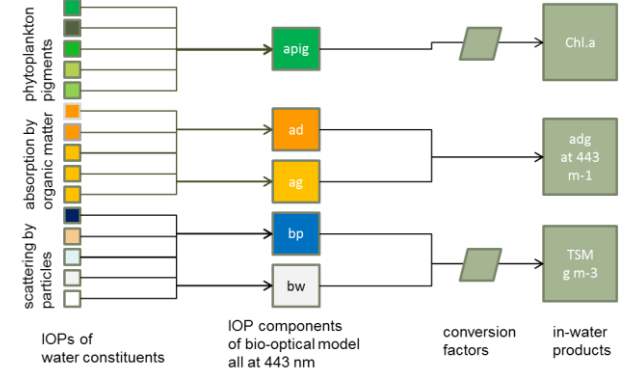 phytoplankton
pigments
absorption by
organic matter
scattering by
particles
apig
ad
ag
bp
bw
Chl.a
adg
at 443
m-1
TSM
g m-3
IOPs of
water constituents
IOP components
of bio-optical model
all at 443 nm
conversion
factors
in-water
products